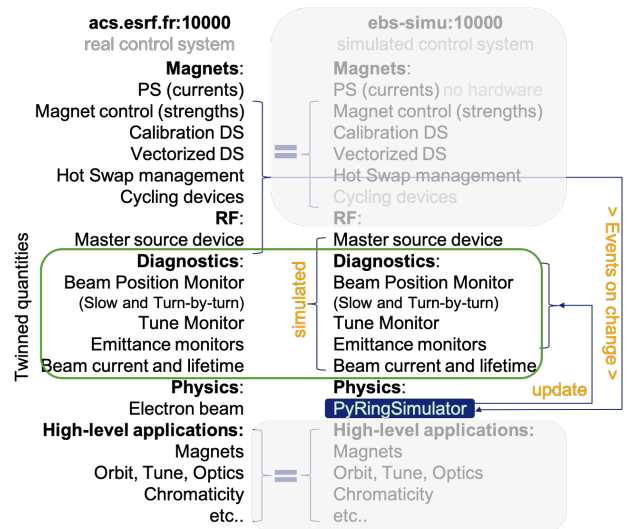 acs.esrf.fr:10000
real control system
Magnets:
PS (currents)
Magnet control (strengths)
Calibration DS
Vectorized DS
Hot Swap management
Cycling devices
RF:
Master source device
Diagnostics:
Beam Position Monitor
(Slow and Turn-by-turn)
Tune Monitor
Emittance monitors
Beam current and lifetime
Physics:
Electron beam
High-level applications:
Magnets
Orbit, Tune, Optics
Chromaticity
etc..
Twinned quantities
=
=
simulated
ebs-simu:10000
simulated control system
Magnets:
PS (currents) no hardware
Magnet control (strengths)
Calibration DS
Vectorized DS
Hot Swap management
Cycling devices
RF:
Master source device
Diagnostics:
Beam Position Monitor
(Slow and Turn-by-turn)
Tune Monitor
Emittance monitors
Beam current and lifetime
Physics:
PyRingSimulator
High-level applications:
Magnets
Orbit, Tune, Optics
Chromaticity
etc..
update
> Events on change >